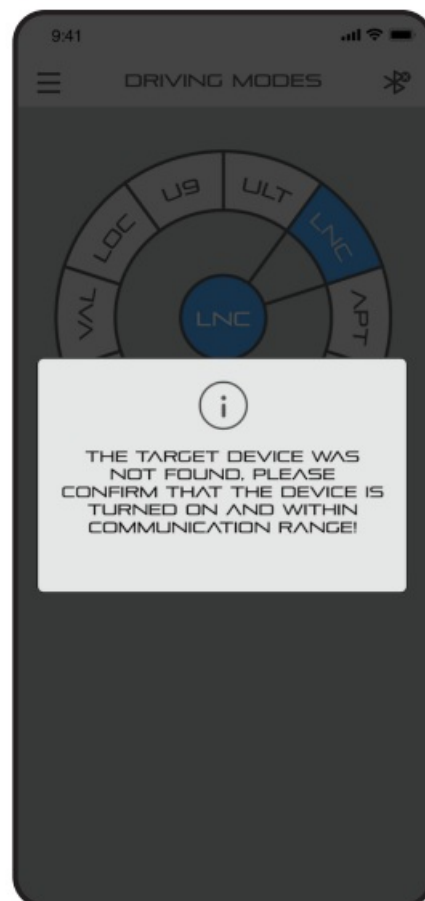 9:41
DRIVING MODES
VAL
LOC
U9
ULT
LNC
APT
LNC
THE TARGET DEVICE WAS
NOT FOUND, PLEASE
CONFIRM THAT THE DEVICE IS
TURNED ON AND WITHIN
COMMUNICATION RANGE!